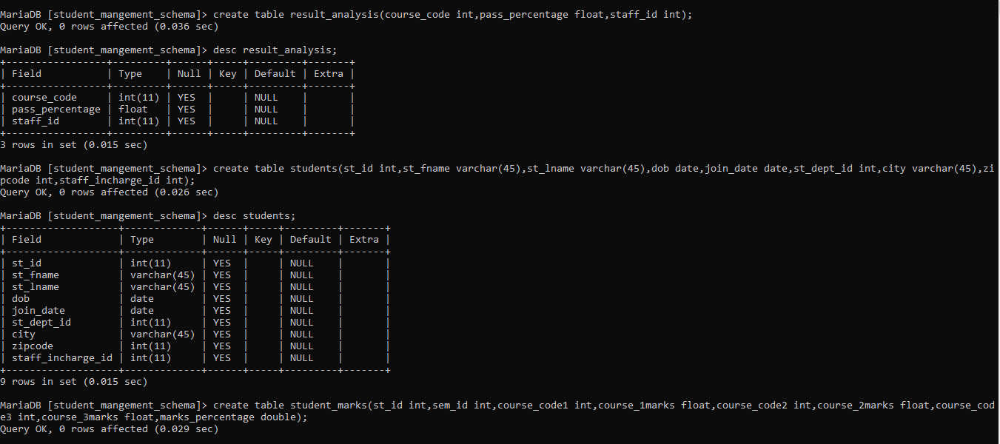 MariaDB [student_mangement_schema]> create table result_analysis(course_code int,pass_percentage float,staff_id int);
Query OK, 0 rows affected (0.036 sec)
MariaDB [student_mangement_schema]> desc result_analysis;
+-----------------+---------+------+-----+---------+-------+
| Field           | Type    | Null | Key | Default | Extra |
+-----------------+---------+------+-----+---------+-------+
| course_code     | int(11) | YES  |     | NULL    |       |
| pass_percentage | float   | YES  |     | NULL    |       |
| staff_id        | int(11) | YES  |     | NULL    |       |
+-----------------+---------+------+-----+---------+-------+
3 rows in set (0.015 sec)
MariaDB [student_mangement_schema]> create table students(st_id int,st_fname varchar(45),st_lname varchar(45),dob date,join_date date,st_dept_id int,city varchar(45),zi
pcode int,staff_incharge_id int);
Query OK, 0 rows affected (0.026 sec)
MariaDB [student_mangement_schema]> desc students;
+-------------------+-------------+------+-----+---------+-------+
| Field             | Type        | Null | Key | Default | Extra |
+-------------------+-------------+------+-----+---------+-------+
| st_id             | int(11)     | YES  |     | NULL    |       |
| st_fname          | varchar(45) | YES  |     | NULL    |       |
| st_lname          | varchar(45) | YES  |     | NULL    |       |
| dob               | date        | YES  |     | NULL    |       |
| join_date         | date        | YES  |     | NULL    |       |
| st_dept_id        | int(11)     | YES  |     | NULL    |       |
| city              | varchar(45) | YES  |     | NULL    |       |
| zipcode           | int(11)     | YES  |     | NULL    |       |
| staff_incharge_id | int(11)     | YES  |     | NULL    |       |
+-------------------+-------------+------+-----+---------+-------+
9 rows in set (0.015 sec)
MariaDB [student_mangement_schema]> create table student_marks(st_id int,sem_id int,course_code1 int,course_1marks float,course_code2 int,course_2marks float,course_cod
e3 int,course_3marks float,marks_percentage double);
Query OK, 0 rows affected (0.029 sec)